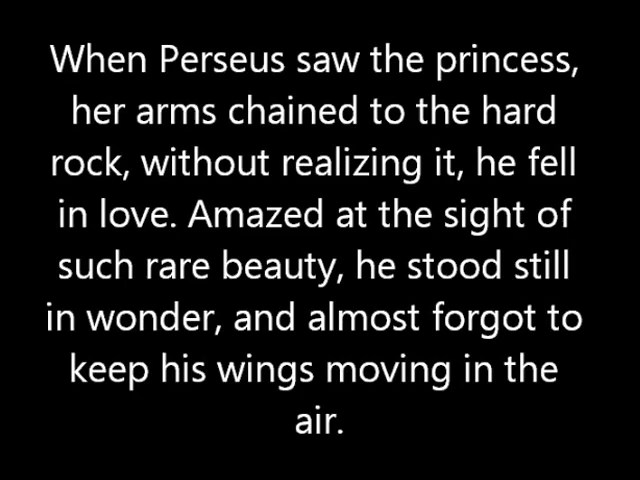 When Perseus saw the princess,
her arms chained to the hard
rock, without realizing it, he fell
in love. Amazed at the sight of
such rare beauty, he stood still
in wonder, and almost forgot to
keep his wings moving in the
air.